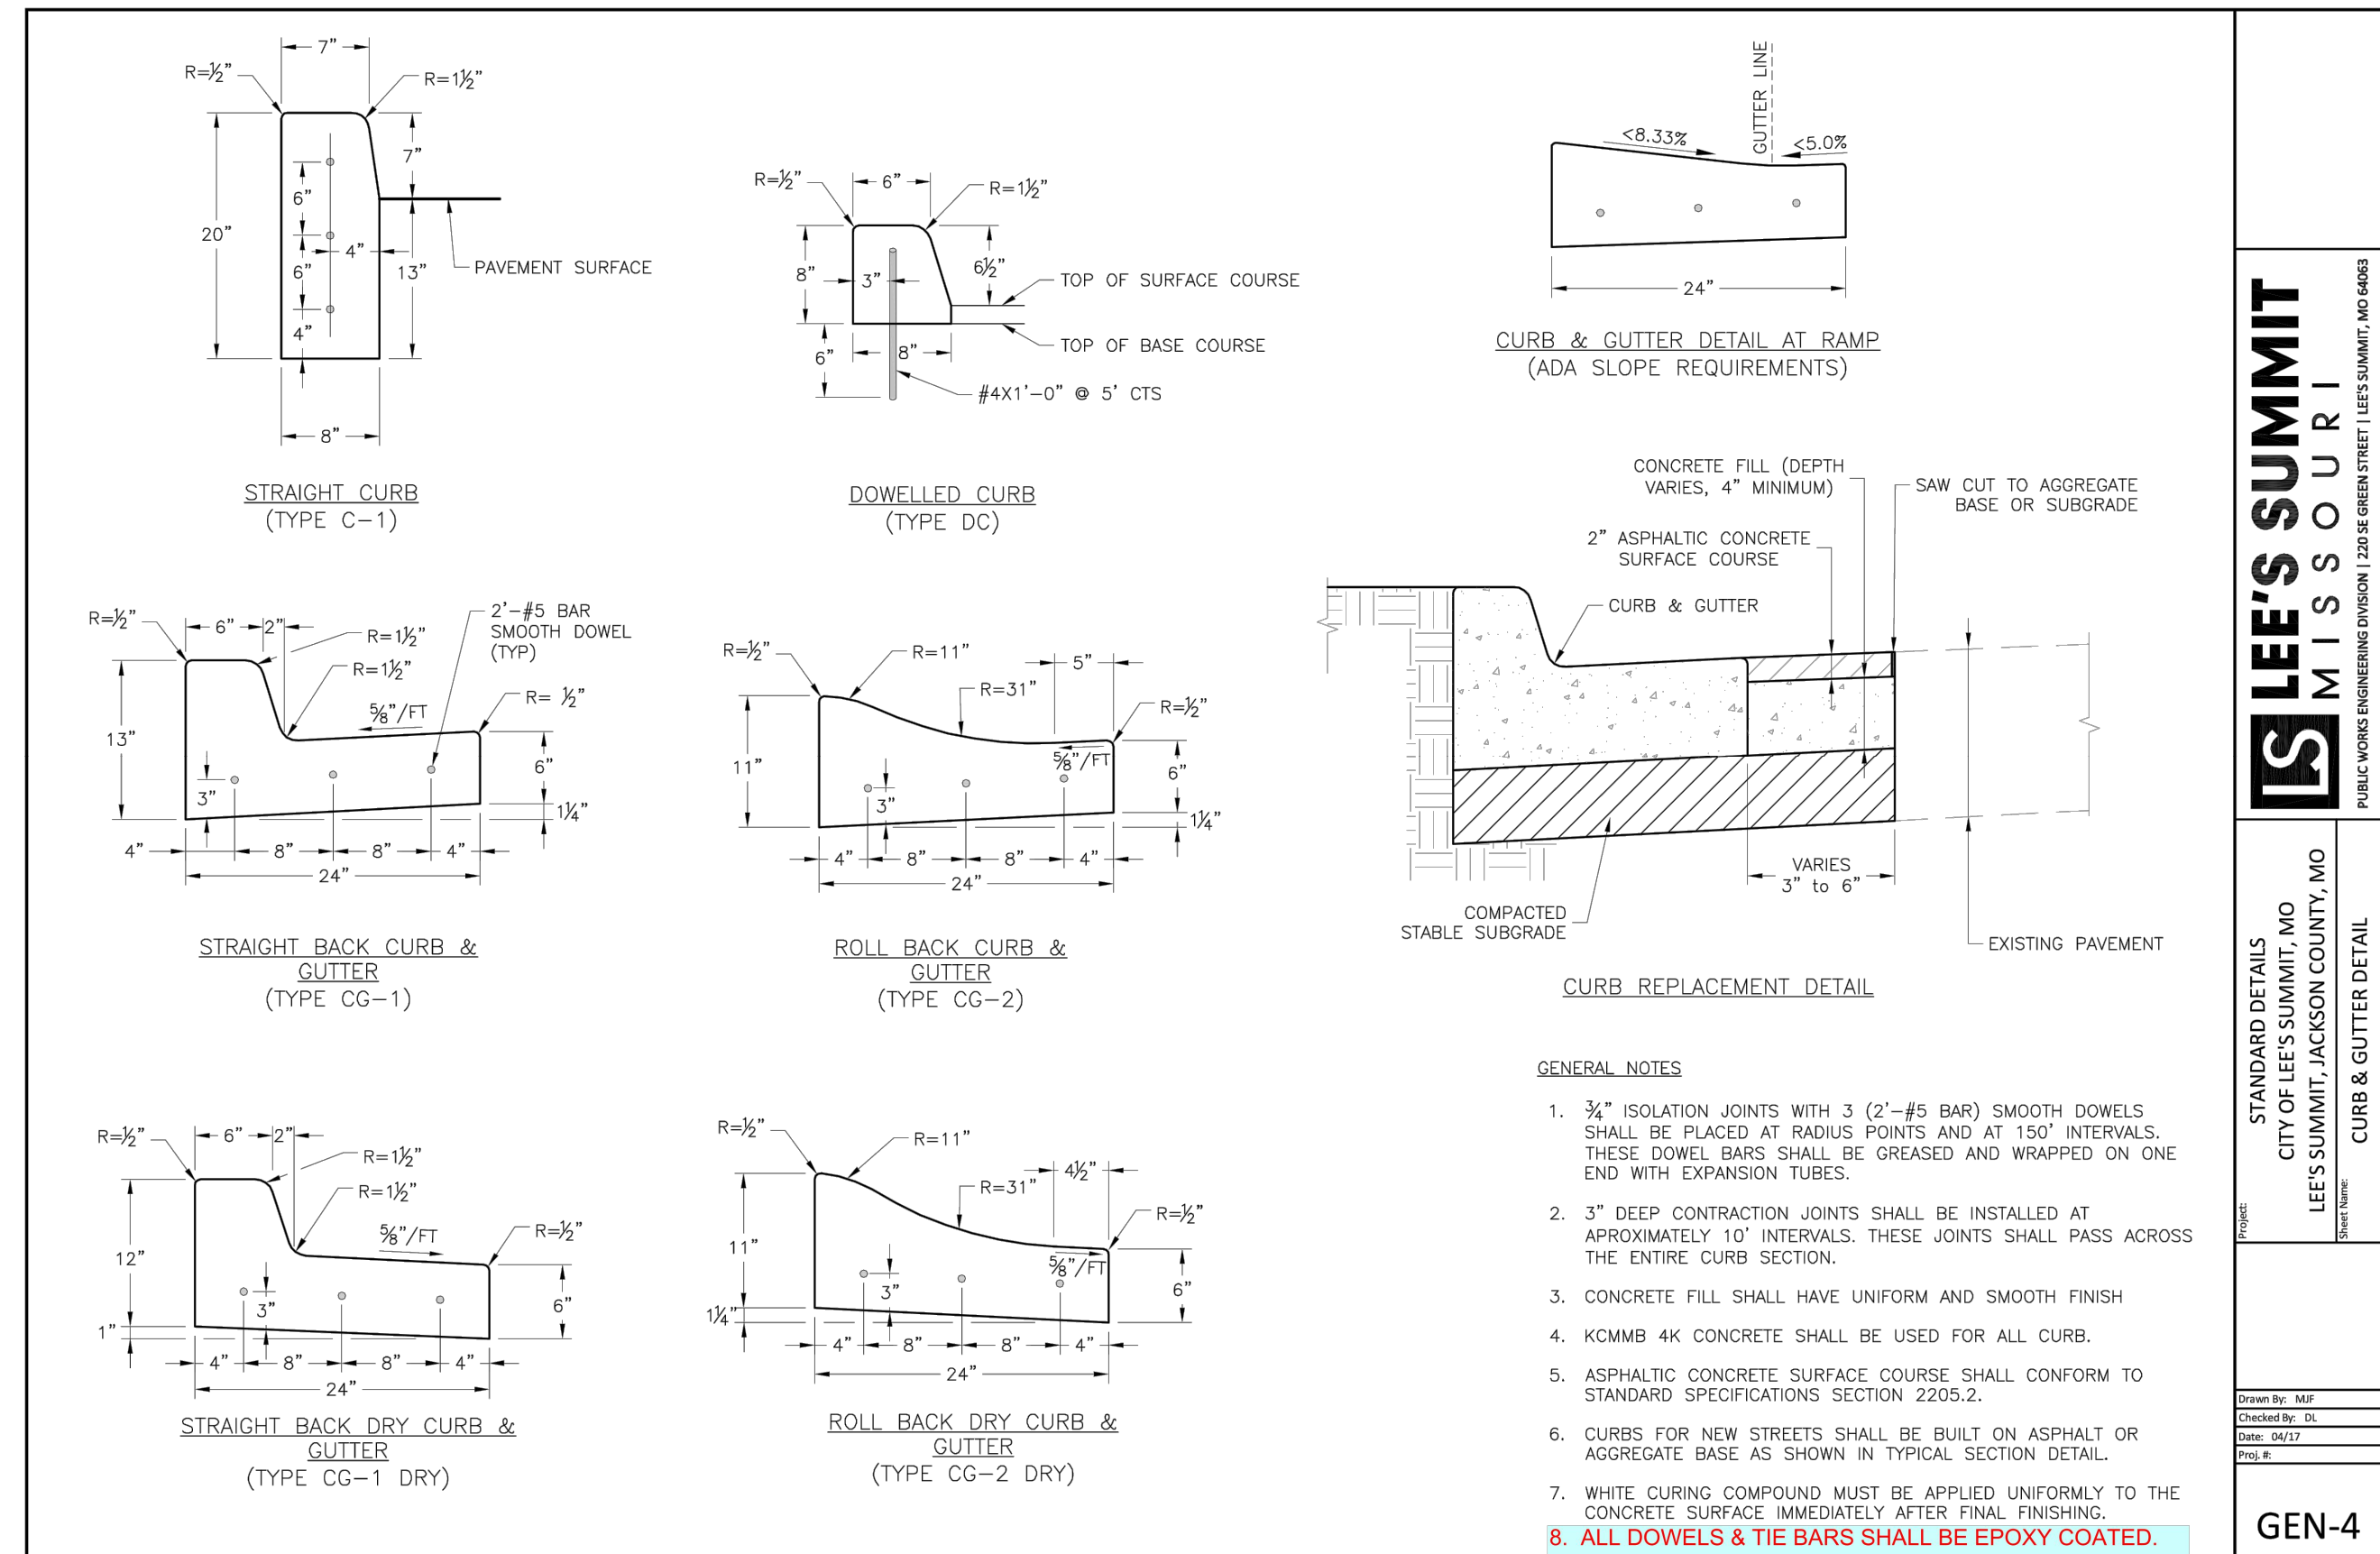 7”
R=½”
R=1½”
7”
6”
20”
4”
6”
13”
4”
PAVEMENT SURFACE
8”
STRAIGHT CURB
(TYPE C-1)
R=½”
6”
R=1½”
8”
3”
6½”
TOP OF SURFACE COURSE
TOP OF BASE COURSE
6”
8”
#4X1’-0” @ 5’ CTS
DOWELLED CURB
(TYPE DC)
GUTTER LINE
<8.33%
<5.0%
24”
CURB & GUTTER DETAIL AT RAMP
(ADA SLOPE REQUIREMENTS)
R=½”
6”
2”
R=1½”
R=1½”
2’-#5 BAR
SMOOTH DOWEL
(TYP)
R= ½”
⅝”/FT
13”
3”
6”
1¼”
4”
8”
8”
4”
24”
STRAIGHT BACK CURB &
GUTTER
(TYPE CG-1)
R=½”
R=11”
5”
R=31”
R=½”
11”
⅝”/FT
6”
3”
1¼”
4”
8”
8”
4”
24”
ROLL BACK CURB &
GUTTER
(TYPE CG-2)
CONCRETE FILL (DEPTH
VARIES, 4” MINIMUM)
SAW CUT TO AGGREGATE
BASE OR SUBGRADE
2” ASPHALTIC CONCRETE
SURFACE COURSE
CURB & GUTTER
VARIES
3” to 6”
COMPACTED
STABLE SUBGRADE
EXISTING PAVEMENT
CURB REPLACEMENT DETAIL
R=½”
6”
2”
R=1½”
R=1½”
⅝”/FT
R=½”
12”
3”
6”
1”
4”
8”
8”
4”
24”
STRAIGHT BACK DRY CURB &
GUTTER
(TYPE CG-1 DRY)
R=½”
R=11”
4½”
R=31”
R=½”
11”
⅝”/FT
3”
6”
1¼”
4”
8”
8”
4”
24”
ROLL BACK DRY CURB &
GUTTER
(TYPE CG-2 DRY)
GENERAL NOTES
1. ¾” ISOLATION JOINTS WITH 3 (2’-#5 BAR) SMOOTH DOWELS
SHALL BE PLACED AT RADIUS POINTS AND AT 150’ INTERVALS.
THESE DOWEL BARS SHALL BE GREASED AND WRAPPED ON ONE
END WITH EXPANSION TUBES.
2. 3” DEEP CONTRACTION JOINTS SHALL BE INSTALLED AT
APROXIMATELY 10’ INTERVALS. THESE JOINTS SHALL PASS ACROSS
THE ENTIRE CURB SECTION.
3. CONCRETE FILL SHALL HAVE UNIFORM AND SMOOTH FINISH
4. KCMMB 4K CONCRETE SHALL BE USED FOR ALL CURB.
5. ASPHALTIC CONCRETE SURFACE COURSE SHALL CONFORM TO
STANDARD SPECIFICATIONS SECTION 2205.2.
6. CURBS FOR NEW STREETS SHALL BE BUILT ON ASPHALT OR
AGGREGATE BASE AS SHOWN IN TYPICAL SECTION DETAIL.
7. WHITE CURING COMPOUND MUST BE APPLIED UNIFORMLY TO THE
CONCRETE SURFACE IMMEDIATELY AFTER FINAL FINISHING.
8. ALL DOWELS & TIE BARS SHALL BE EPOXY COATED.
LS LEE'S SUMMIT
MISSOURI
PUBLIC WORKS ENGINEERING DIVISION | 220 SE GREEN STREET | LEE'S SUMMIT, MO 64063
Project:
STANDARD DETAILS
CITY OF LEE'S SUMMIT, MO
LEE'S SUMMIT, JACKSON COUNTY, MO
Sheet Name:
CURB & GUTTER DETAIL
Drawn By: MJF
Checked By: DL
Date: 04/17
Proj. #:
GEN-4